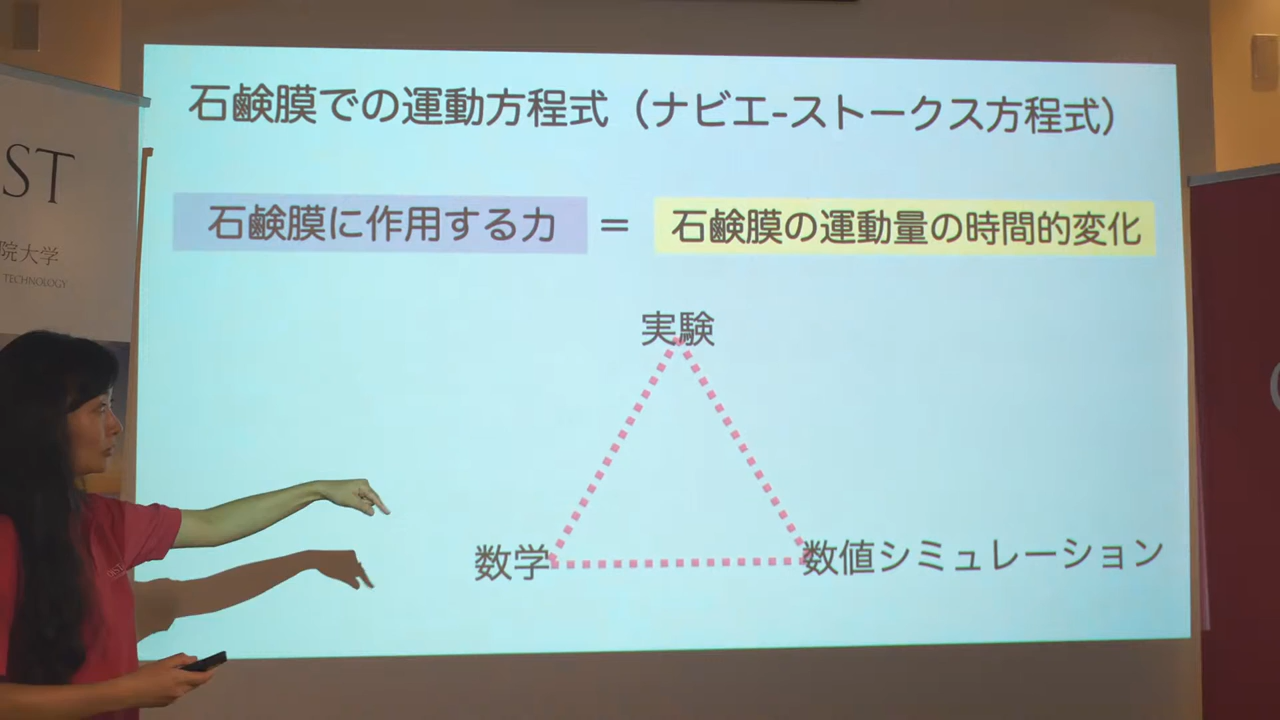 石鹸膜での運動方程式（ナビエ-ストークス方程式）
石鹸膜に作用する力 = 石鹸膜の運動量の時間的変化
実験
数学
数値シミュレーション
ST
院大学
TECHNOLOGY